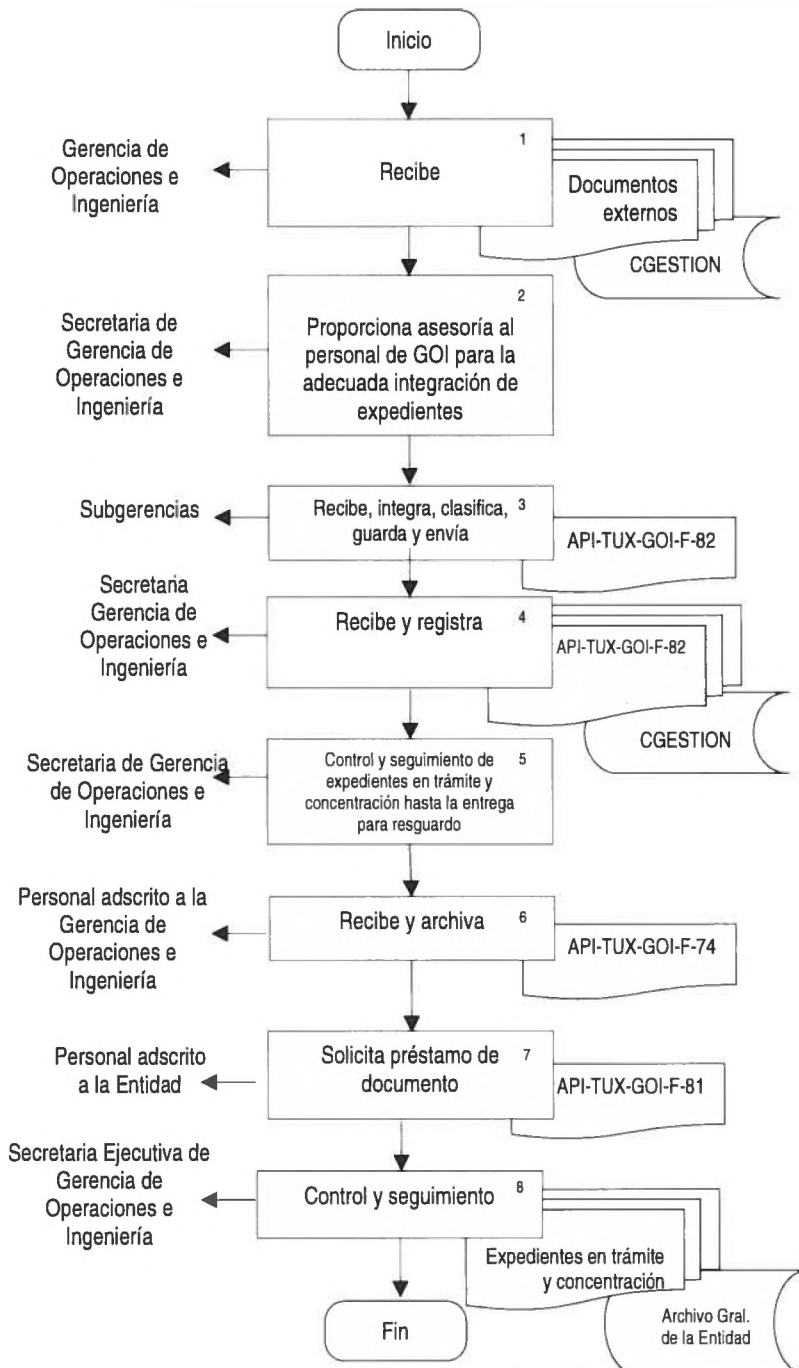 Inicio
Gerencia de
Operaciones e
Ingeniería
1
Recibe
Documentos
externos
CGESTION
Secretaria de
Gerencia de
Operaciones e
Ingeniería
2
Proporciona asesoría al
personal de GOI para la
adecuada integración de
expedientes
Subgerencias
Recibe, integra, clasifica,
guarda y envía
3
API-TUX-GOI-F-82
Secretaria
Gerencia de
Operaciones e
Ingeniería
Recibe y registra
4
API-TUX-GOI-F-82
CGESTION
Secretaria de Gerencia
de Operaciones e
Ingeniería
Control y seguimiento de
expedientes en trámite y
concentración hasta la entrega
para resguardo
5
Personal adscrito a la
Gerencia de
Operaciones e
Ingeniería
Recibe y archiva
6
API-TUX-GOI-F-74
Personal adscrito
a la Entidad
Solicita préstamo de
documento
7
API-TUX-GOI-F-81
Secretaria Ejecutiva de
Gerencia de
Operaciones e
Ingeniería
Control y seguimiento
8
Expedientes en trámite
y concentración
Archivo Gral.
de la Entidad
Fin